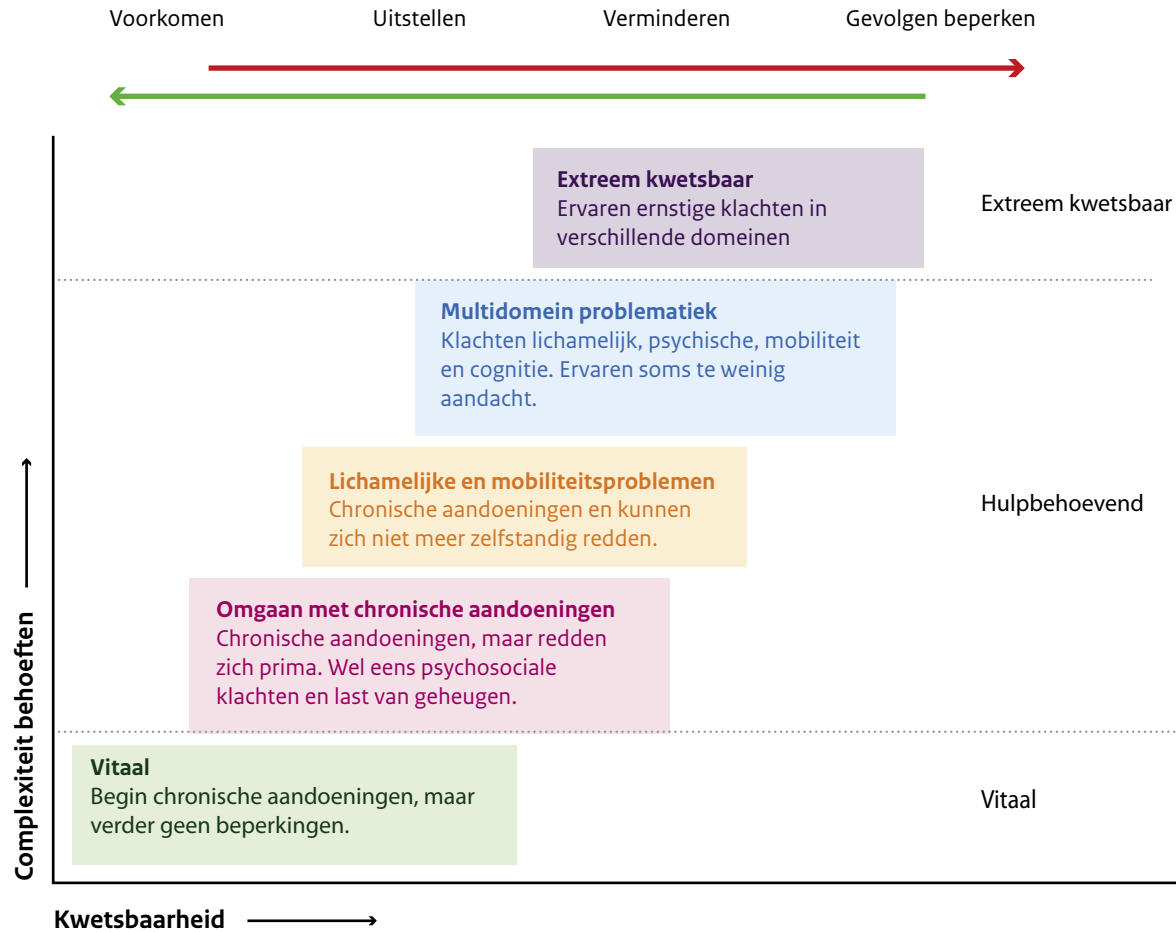 Voorkomen
Uitstellen
Verminderen
Gevolgen beperken
Extreem kwetsbaar
Ervaren ernstige klachten in
verschillende domeinen
Extreem kwetsbaar
Multidomein problematiek
Klachten lichamelijk, psychische, mobiliteit
en cognitie. Ervaren soms te weinig
aandacht.
Lichamelijke en mobiliteitsproblemen
Chronische aandoeningen en kunnen
zich niet meer zelfstandig redden.
Hulpbehoevend
Omgaan met chronische aandoeningen
Chronische aandoeningen, maar redden
zich prima. Wel eens psychosociale
klachten en last van geheugen.
Vitaal
Begin chronische aandoeningen, maar
verder geen beperkingen.
Vitaal
Complexiteit behoeften
Kwetsbaarheid